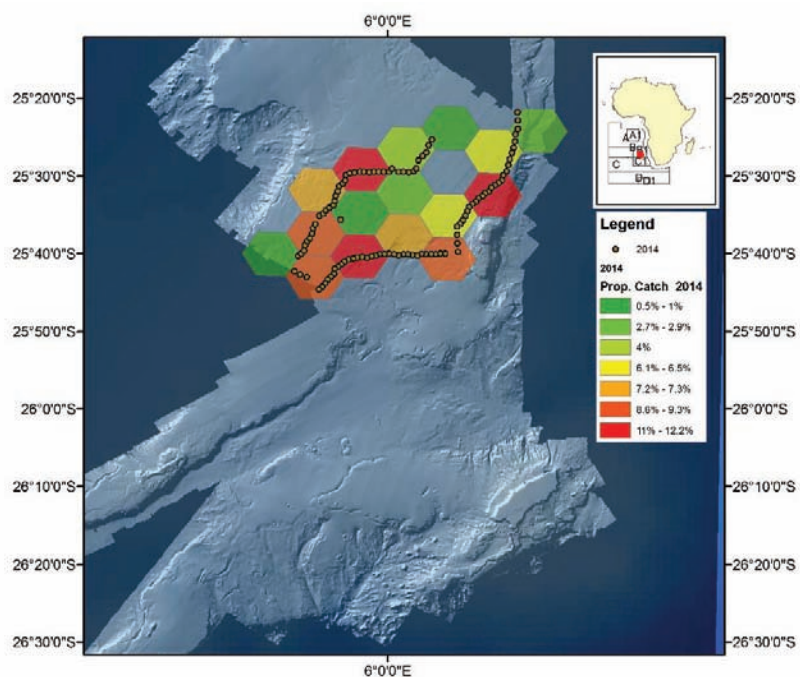 6°0'0"E
25°20'0"S
25°30'0"S
25°40'0"S
25°50'0"S
26°0'0"S
26°10'0"S
26°20'0"S
26°30'0"S
25°20'0"S
25°30'0"S
25°40'0"S
25°50'0"S
26°0'0"S
26°10'0"S
26°20'0"S
26°30'0"S
A
C
Legend
2014
2014
Prop. Catch 2014
0.5% - 1%
2.7% - 2.9%
4%
6.1% - 6.5%
7.2% - 7.3%
8.6% - 9.3%
11% - 12.2%
6°0'0"E